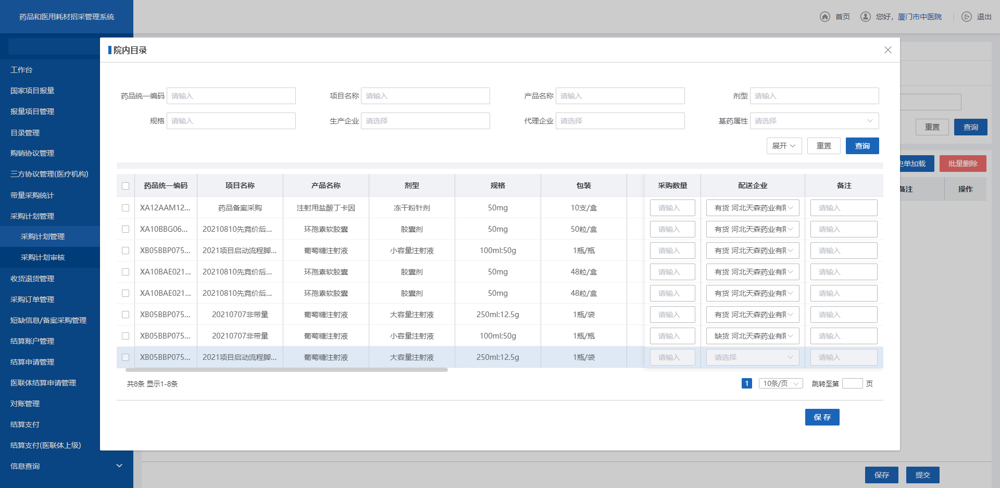 药品和医用耗材招采管理系统
首页 您好，厦门市中医院 退出
院内目录
工作台
国家项目报量
报量项目管理
目录管理
购销协议管理
三方协议管理(医疗机构)
带量采购统计
采购计划管理
采购计划管理
采购计划审核
收货退货管理
采购订单管理
短缺信息/备案采购管理
结算账户管理
结算申请管理
医联体结算申请管理
对账管理
结算支付
结算支付(医联体上级)
信息查询
药品统一编码 请输入 项目名称 请输入 产品名称 请输入 剂型 请输入
规格 请输入 生产企业 请选择 代理企业 请选择 基药属性 请选择
展开 重置 查询
重置 查询
史单加载 批量删除
备注 操作
药品统一编码 项目名称 产品名称 剂型 规格 包装 采购数量 配送企业 备注
XA12AAM12... 药品备案采购 注射用盐酸丁卡因 冻干粉针剂 50mg 10支/盒 请输入 有货 河北天森药业有限 请输入
XA10BBG06... 20210810先竞价后... 环孢素软胶囊 胶囊剂 50mg 50粒/盒 请输入 有货 河北天森药业有限 请输入
XB05BBP075... 2021项目启动流程脚... 葡萄糖注射液 小容量注射液 100ml:50g 1瓶/瓶 请输入 有货 河北天森药业有限 请输入
XA10BAE021... 20210810先竞价后... 环孢素软胶囊 胶囊剂 50mg 48粒/盒 请输入 有货 河北天森药业有限 请输入
XA10BAE021... 20210810先竞价后... 环孢素软胶囊 胶囊剂 50mg 48粒/盒 请输入 有货 河北天森药业有限 请输入
XB05BBP075... 20210707非带量 葡萄糖注射液 大容量注射液 250ml:12.5g 1瓶/袋 请输入 有货 河北天森药业有限 请输入
XB05BBP075... 20210707非带量 葡萄糖注射液 小容量注射液 100ml:50g 1瓶/瓶 请输入 缺货 河北天森药业有限 请输入
XB05BBP075... 2021项目启动流程脚... 葡萄糖注射液 大容量注射液 250ml:12.5g 1瓶/袋 请输入 请选择 请输入
共8条 显示1-8条 1 10条/页 跳转至第 页
保 存
保存 提交